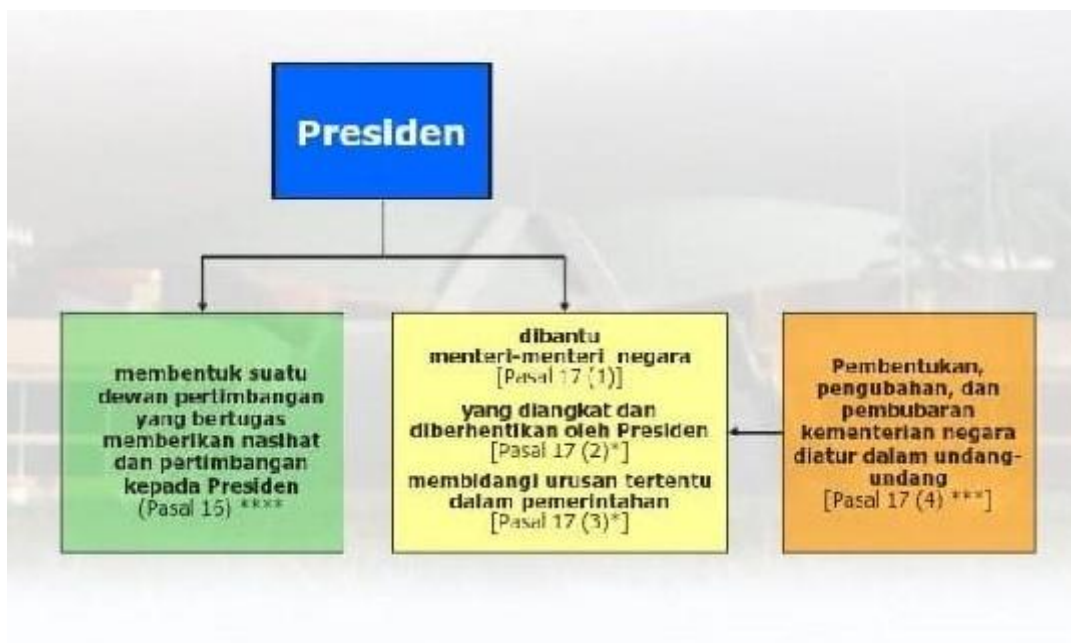 Presiden
membentuk suatu
dewan pertimbangan
yang bertugas
memberikan nasihat
dan pertimbangan
kepada Presiden
(Pasal 16) ****
dibantu
menteri-menteri negara
[Pasal 17 (1)]
yang diangkat dan
diberhentikan oleh Presiden
[Pasal 17 (2)*]
membidangi urusan tertentu
dalam pemerintahan
[Pasal 17 (3)*]
Pembentukan,
pengubahan, dan
pembubaran
kementerian negara
diatur dalam undang-
undang
[Pasal 17 (4) ***]